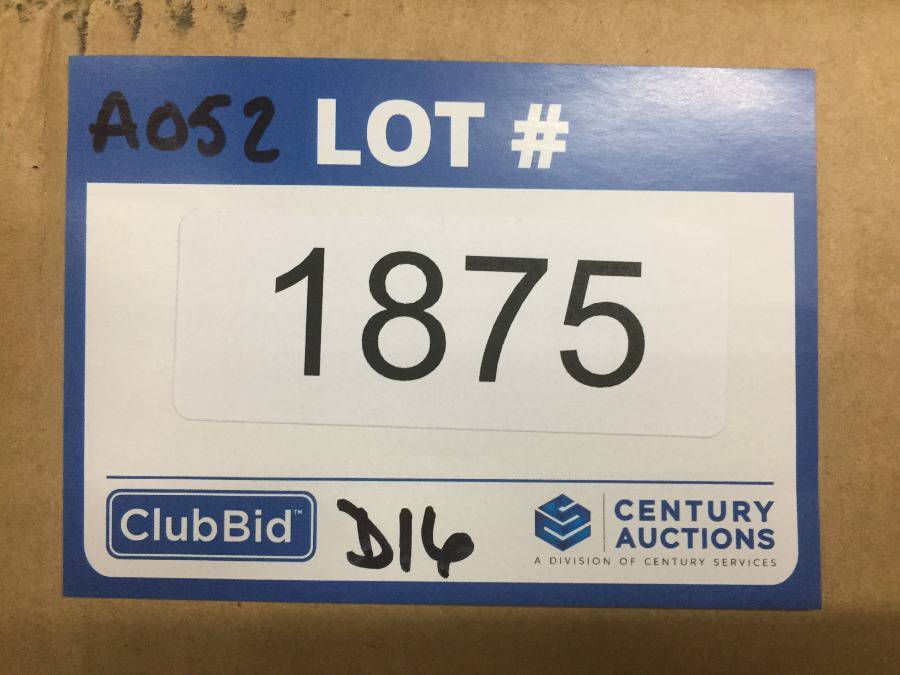 A052 LOT #
1875
ClubBid™ D16 CENTURY
AUCTIONS
A DIVISION OF CENTURY SERVICES